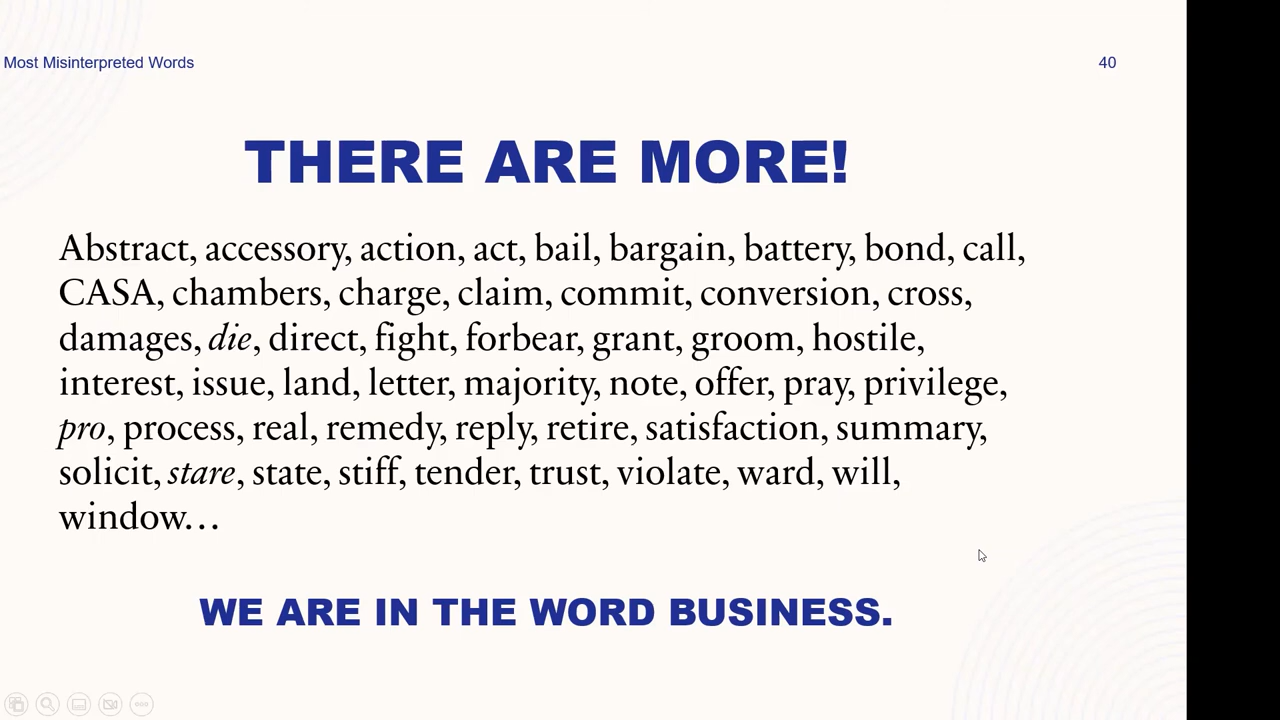 Most Misinterpreted Words
40
THERE ARE MORE!
Abstract, accessory, action, act, bail, bargain, battery, bond, call,
CASA, chambers, charge, claim, commit, conversion, cross,
damages, die, direct, fight, forbear, grant, groom, hostile,
interest, issue, land, letter, majority, note, offer, pray, privilege,
pro, process, real, remedy, reply, retire, satisfaction, summary,
solicit, stare, state, stiff, tender, trust, violate, ward, will,
window…
WE ARE IN THE WORD BUSINESS.